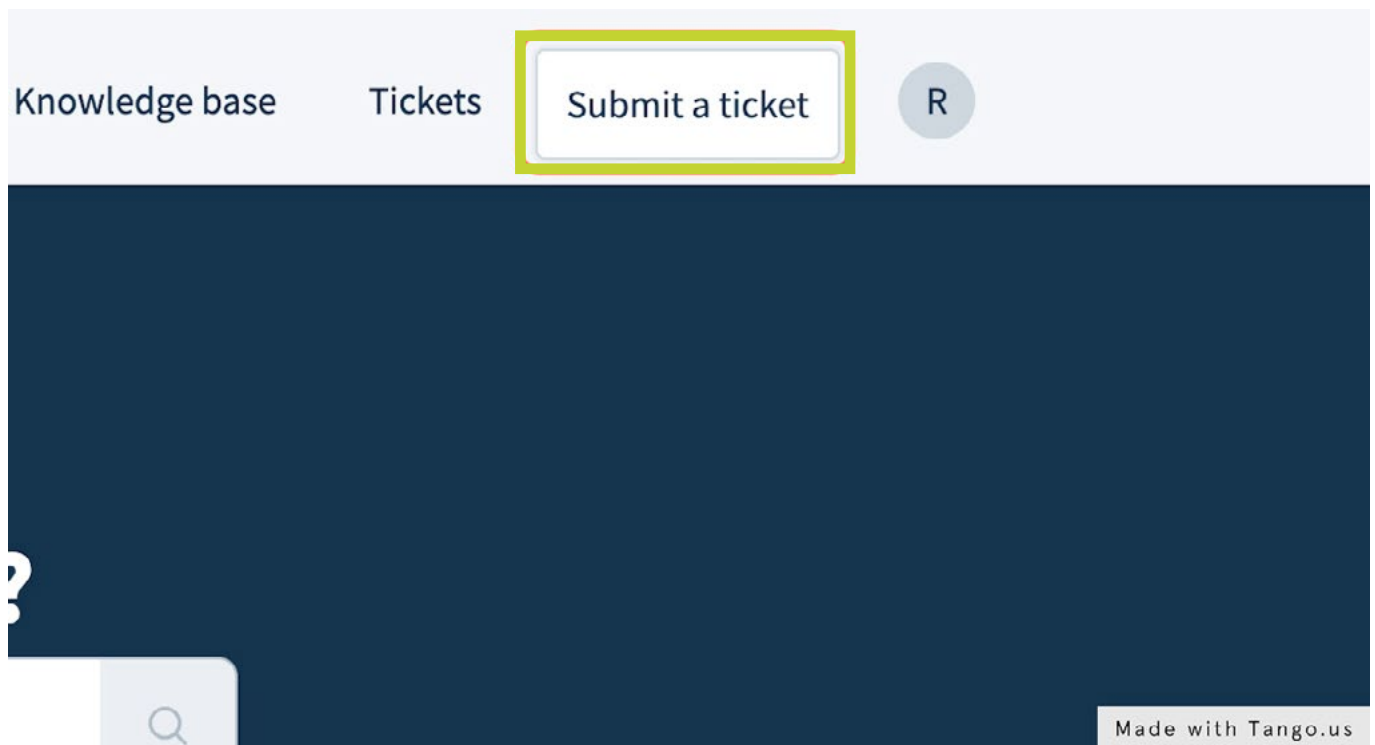 Knowledge base
Tickets
Submit a ticket
R
?
Made with Tango.us